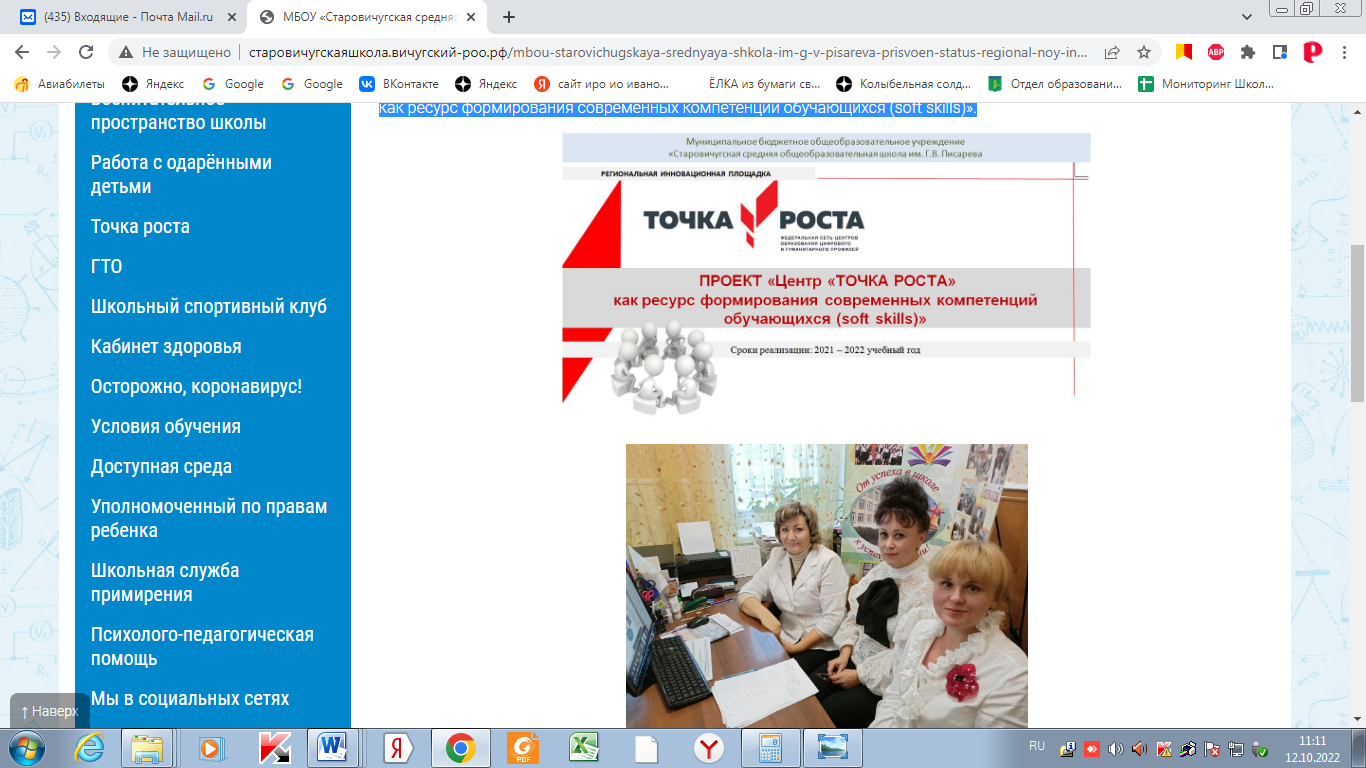 (435) Входящие - Почта Mail.ru
МБОУ «Старовичугская средняя
Не защищено
старовичугскаяшкола.вичугский-роо.рф/mbou-starovichugskaya-srednyaya-shkola-im-g-v-pisareva-prisvoen-status-regional-noy-in...
Авиабилеты
Яндекс
Google
Google
ВКонтакте
Яндекс
сайт иро ио ивано...
ЁЛКА из бумаги св...
Колыбельная солд...
Отдел образовани...
Мониторинг Школ...
Воспитательное
пространство школы
Работа с одарёнными
детьми
Точка роста
ГТО
Школьный спортивный клуб
Кабинет здоровья
Осторожно, коронавирус!
Условия обучения
Доступная среда
Уполномоченный по правам
ребенка
Школьная служба
примирения
Психолого-педагогическая
помощь
Мы в социальных сетях
↑ Наверх
как ресурс формирования современных компетенций обучающихся (soft skills)».
Муниципальное бюджетное общеобразовательное учреждение
«Старовичугская средняя общеобразовательная школа им. Г.В. Писарева
РЕГИОНАЛЬНАЯ ИННОВАЦИОННАЯ ПЛОЩАДКА
ТОЧКА РОСТА
ФЕДЕРАЛЬНАЯ СЕТЬ ЦЕНТРОВ
ОБРАЗОВАНИЯ ЦИФРОВОГО
И ГУМАНИТАРНОГО ПРОФИЛЕЙ
ПРОЕКТ «Центр «ТОЧКА РОСТА»
как ресурс формирования современных компетенций
обучающихся (soft skills)»
Сроки реализации: 2021 – 2022 учебный год
От успеха в школе
к успеху
RU
11:11
12.10.2022